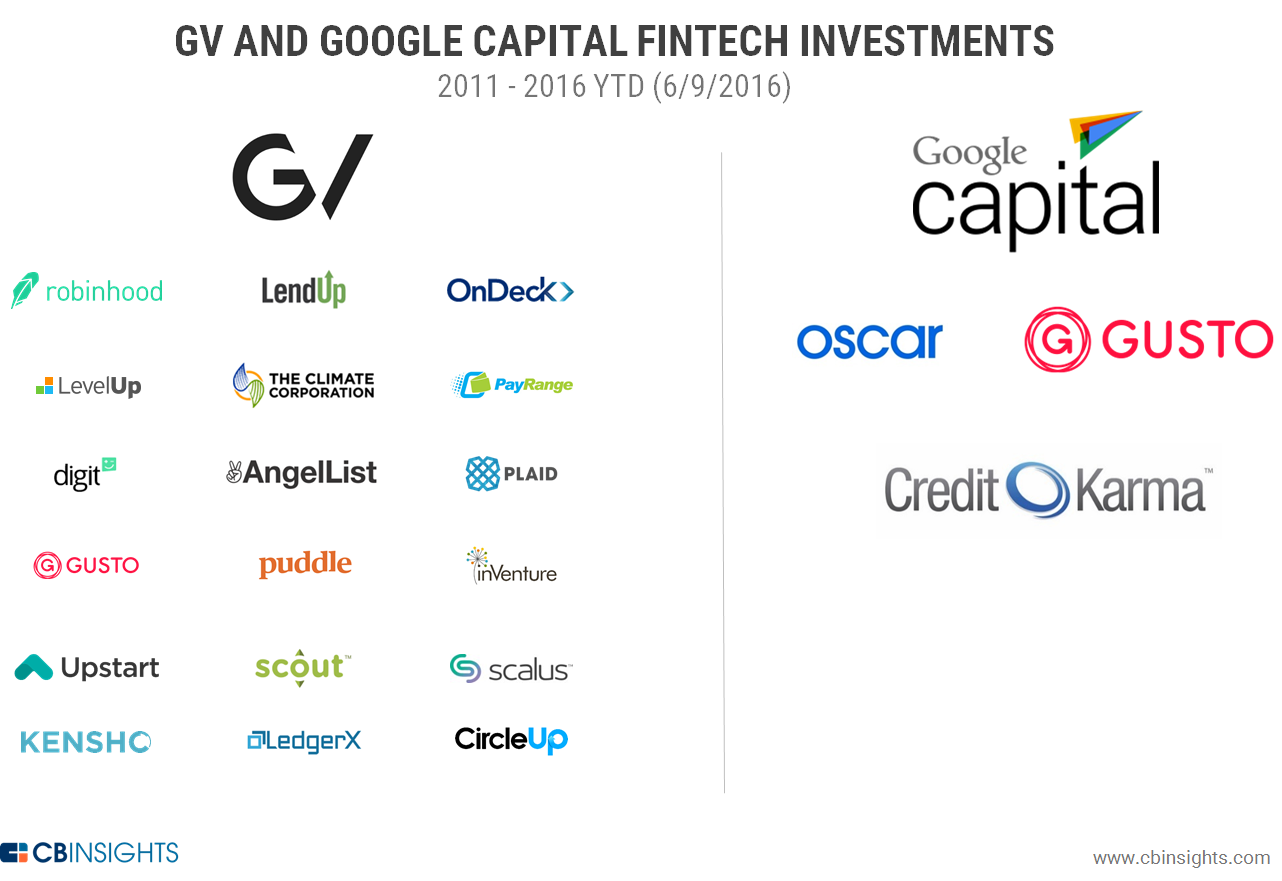 GV AND GOOGLE CAPITAL FINTECH INVESTMENTS
2011 - 2016 YTD (6/9/2016)
GV
robinhood
LendUp
OnDeck
LevelUp
THE CLIMATE
CORPORATION
PayRange
digit
AngelList
PLAID
GUSTO
puddle
inVenture
Upstart
scout™
scalus™
KENSHO
LedgerX
CircleUp
Google
capital
oscar
G GUSTO
Credit Karma™
CBINSIGHTS
www.cbinsights.com